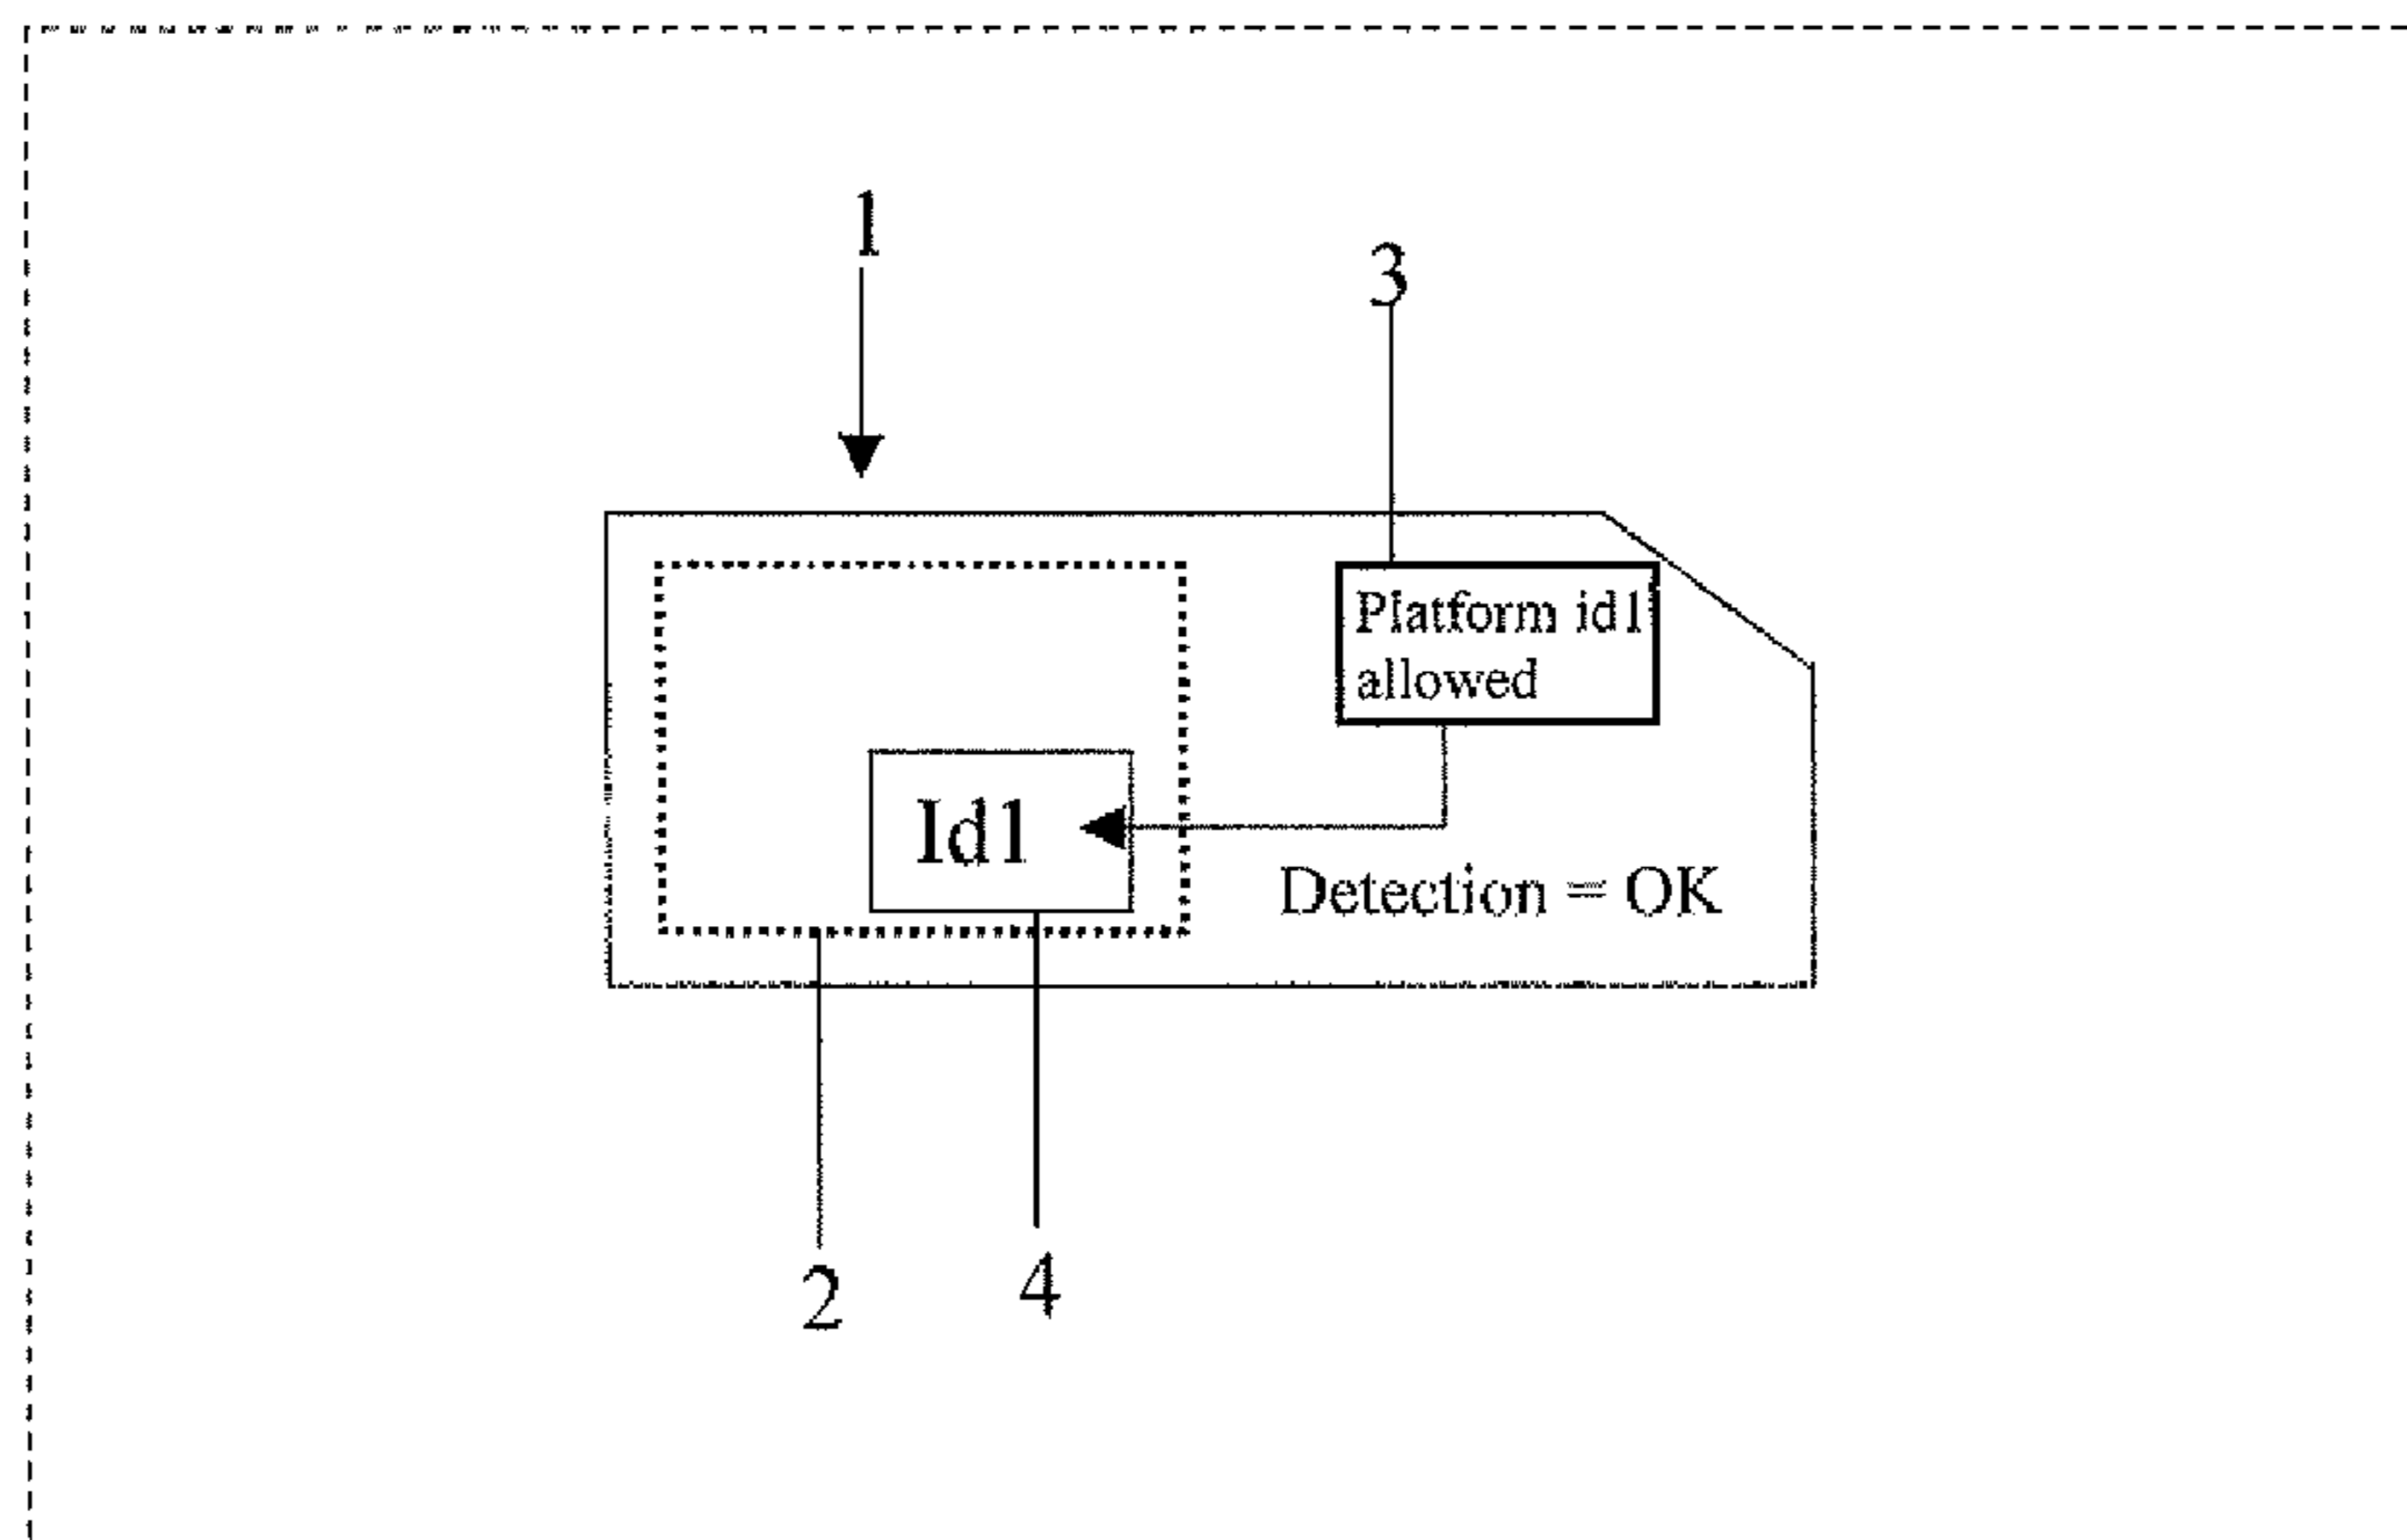 1
3
Platform id1
allowed
Id1
Detection = OK
2
4